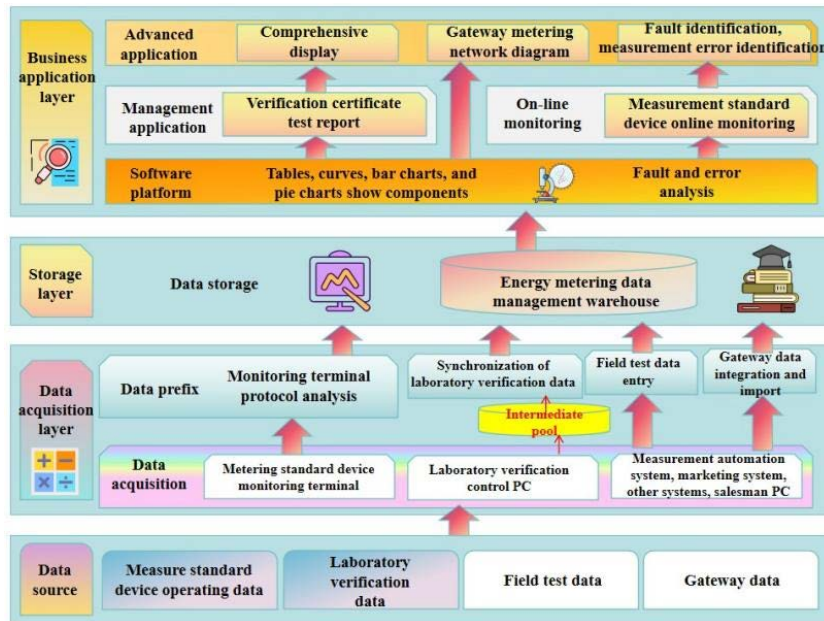 Business
application
layer
Advanced
application
Comprehensive
display
Gateway metering
network diagram
Fault identification,
measurement error identification
Management
application
Verification certificate
test report
On-line
monitoring
Measurement standard
device online monitoring
Software
platform
Tables, curves, bar charts, and
pie charts show components
Fault and error
analysis
Storage
layer
Data storage
Energy metering data
management warehouse
Data
acquisition
layer
Data prefix
Monitoring terminal
protocol analysis
Synchronization of
laboratory verification data
Field test data
entry
Gateway data
integration and
import
Intermediate
pool
Data
acquisition
Metering standard device
monitoring terminal
Laboratory verification
control PC
Measurement automation
system, marketing system,
other systems, salesman PC
Data
source
Measure standard
device operating data
Laboratory
verification
data
Field test data
Gateway data